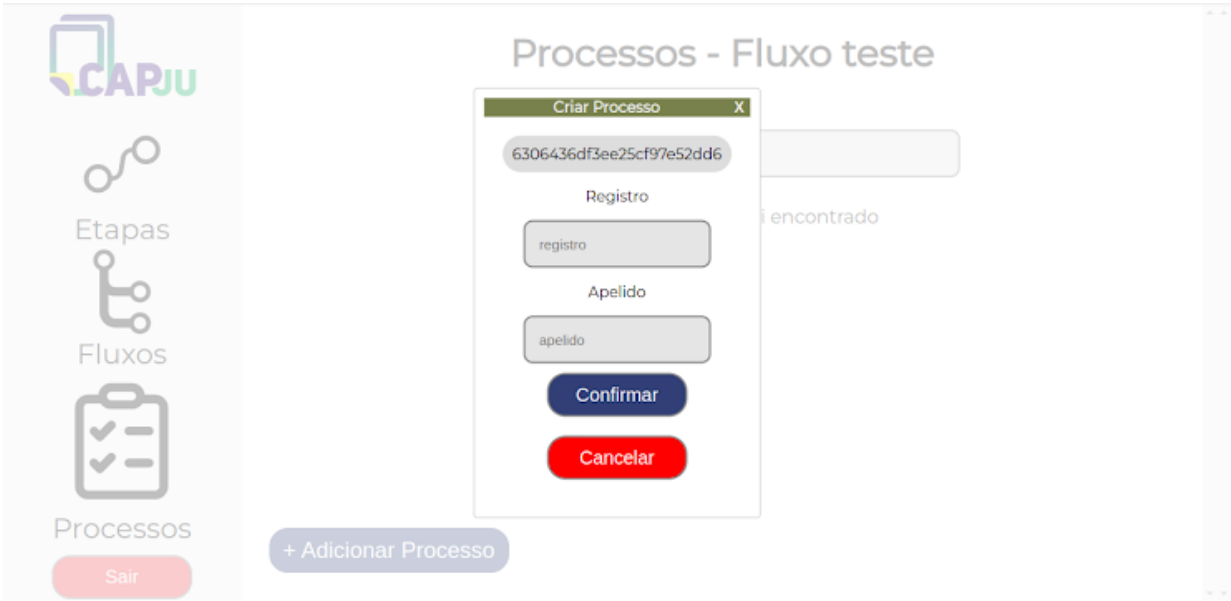 CAPJU
Etapas
Fluxos
Processos
Sair
Processos - Fluxo teste
Criar Processo X
6306436df3ee25cf97e52dd6
Registro
registro
Apelido
apelido
Confirmar
Cancelar
encontrado
+ Adicionar Processo